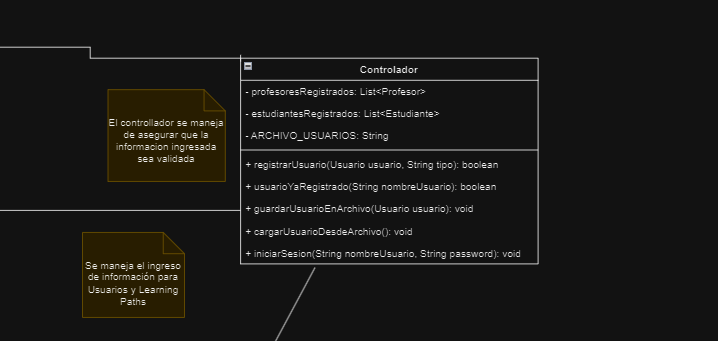 Controlador
- profesoresRegistrados: List<Profesor>
- estudiantesRegistrados: List<Estudiante>
- ARCHIVO_USUARIOS: String
+ registrarUsuario(Usuario usuario, String tipo): boolean
+ usuarioYaRegistrado(String nombreUsuario): boolean
+ guardarUsuarioEnArchivo(Usuario usuario): void
+ cargarUsuarioDesdeArchivo(): void
+ iniciarSesion(String nombreUsuario, String password): void
El controllador se maneja
de asegurar que la
informacion ingresada
sea validada
Se maneja el ingreso
de información para
Usuarios y Learning
Paths